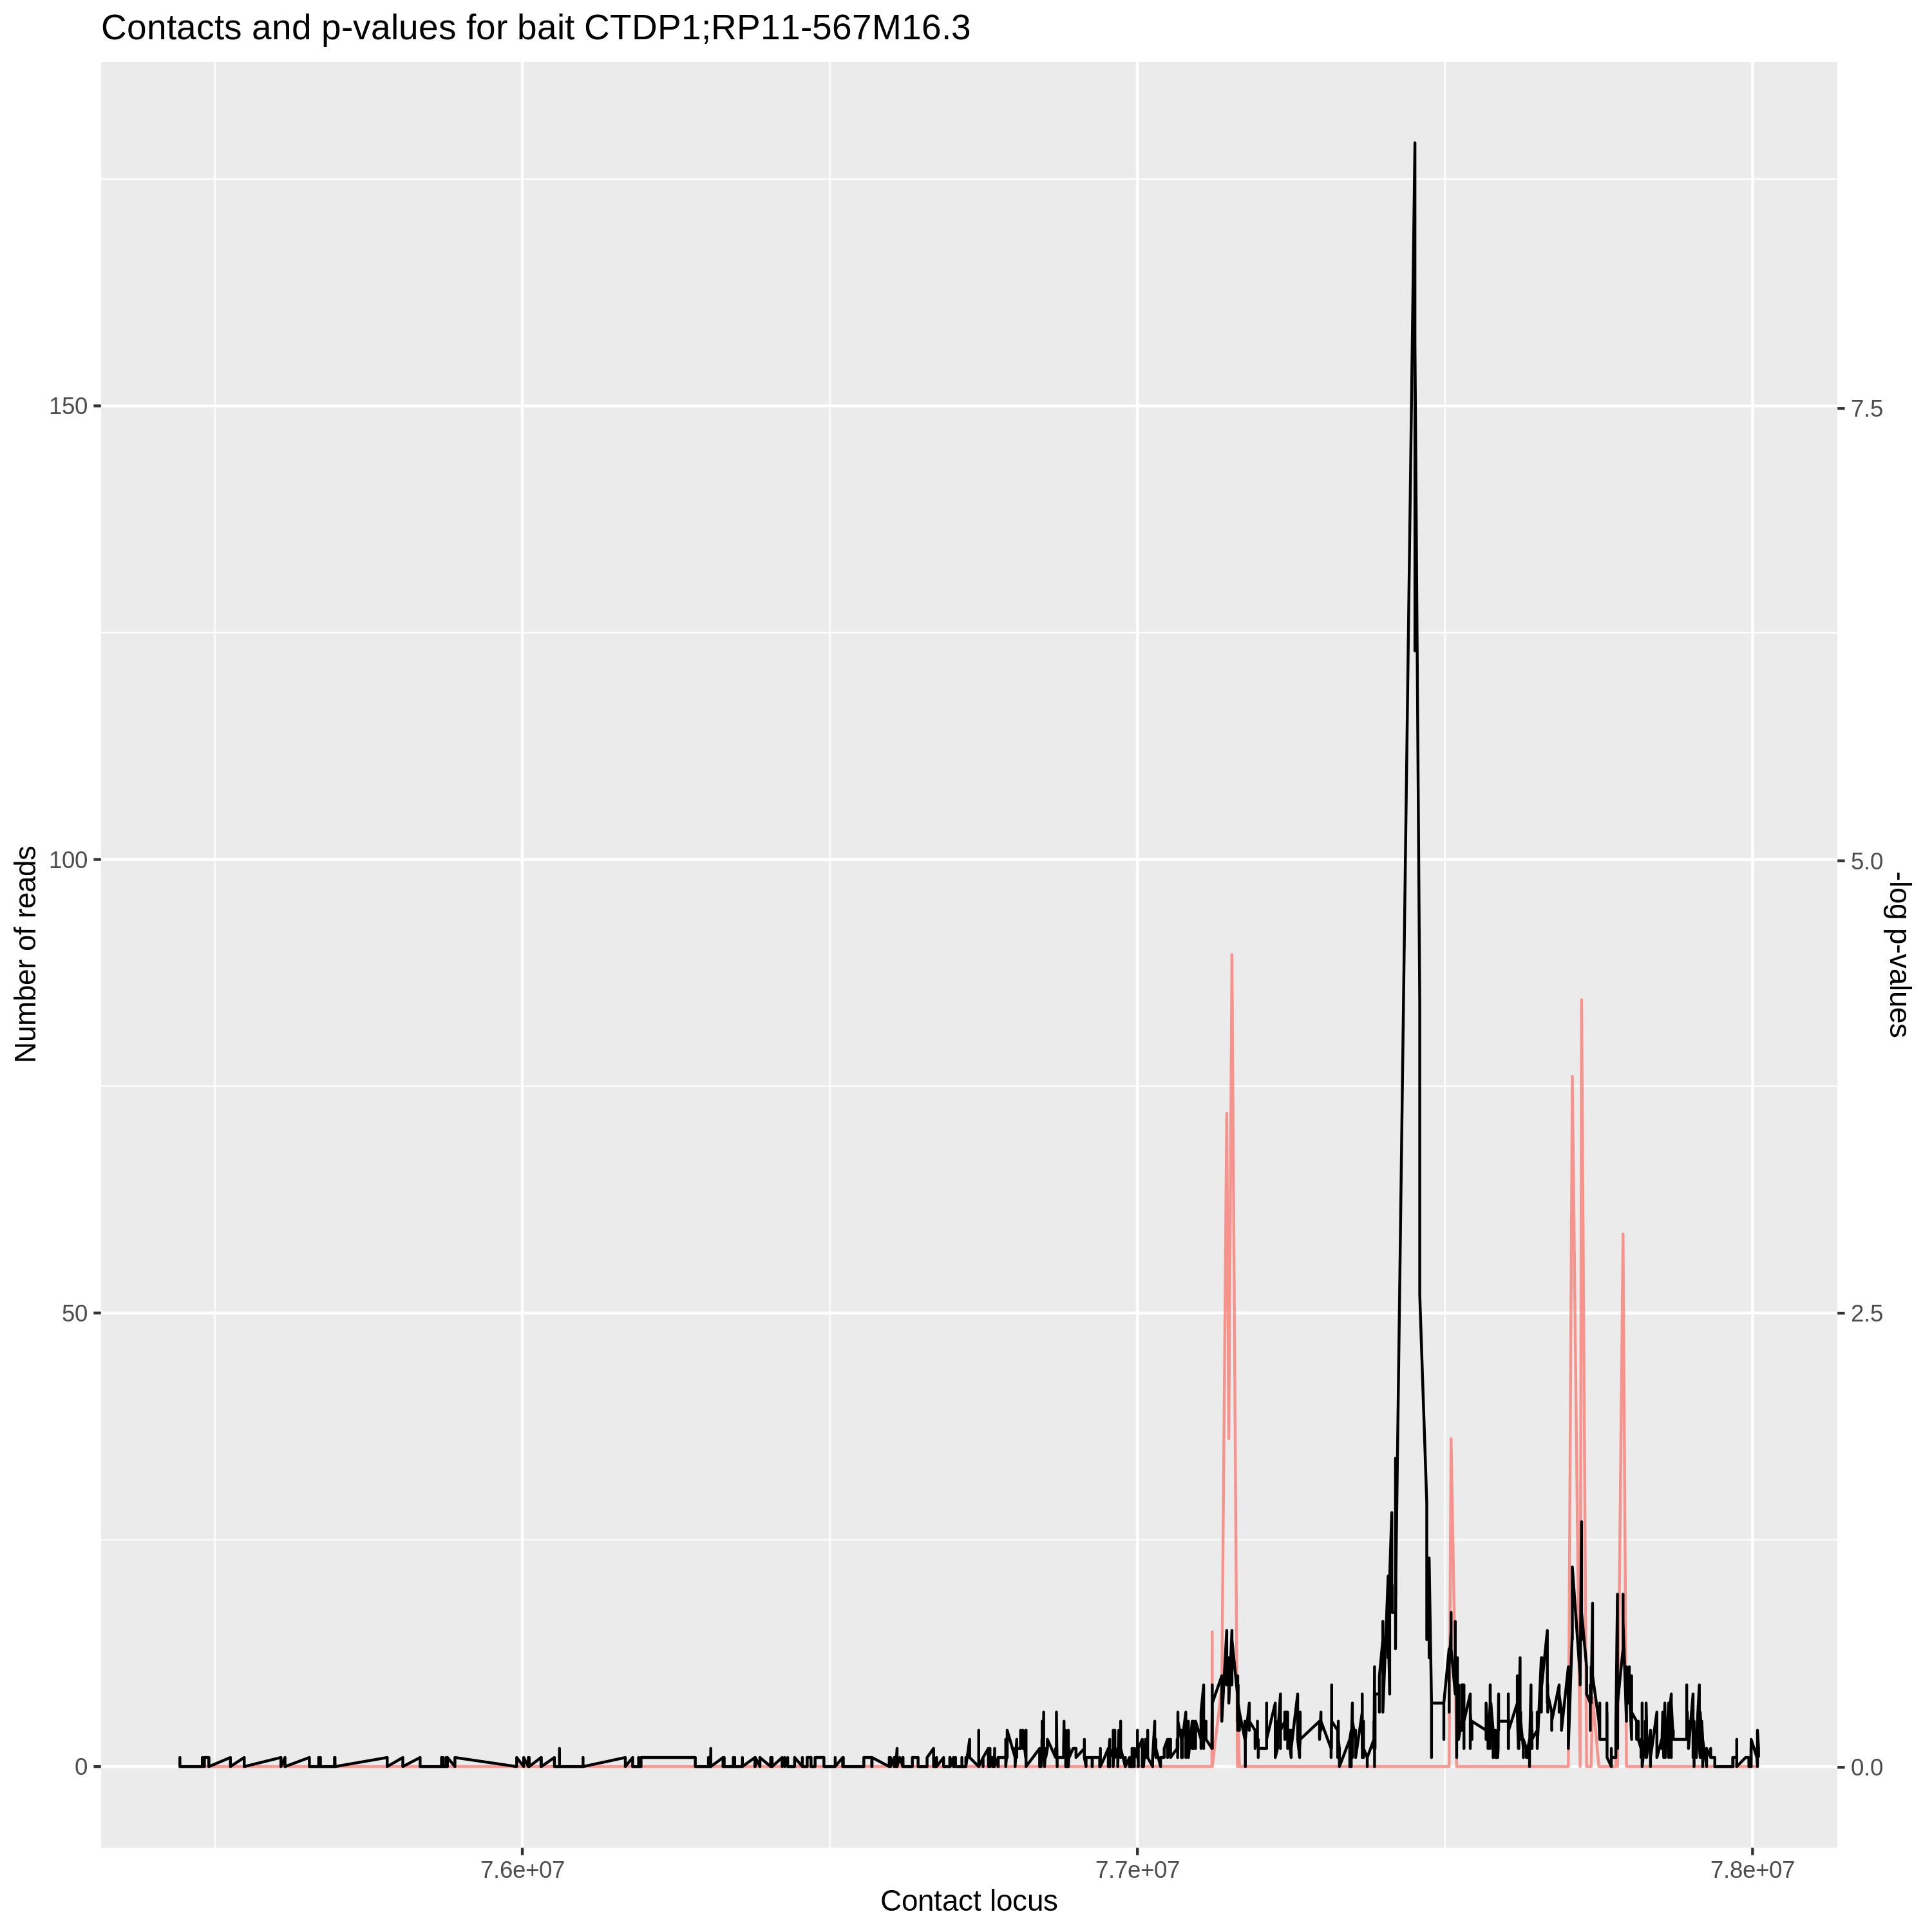 Contacts and p-values for bait CTDP1;RP11-567M16.3
Number of reads
150
100
50
0
7.5
5.0
2.5
0.0
-log p-values
7.6e+07
7.7e+07
7.8e+07
Contact locus